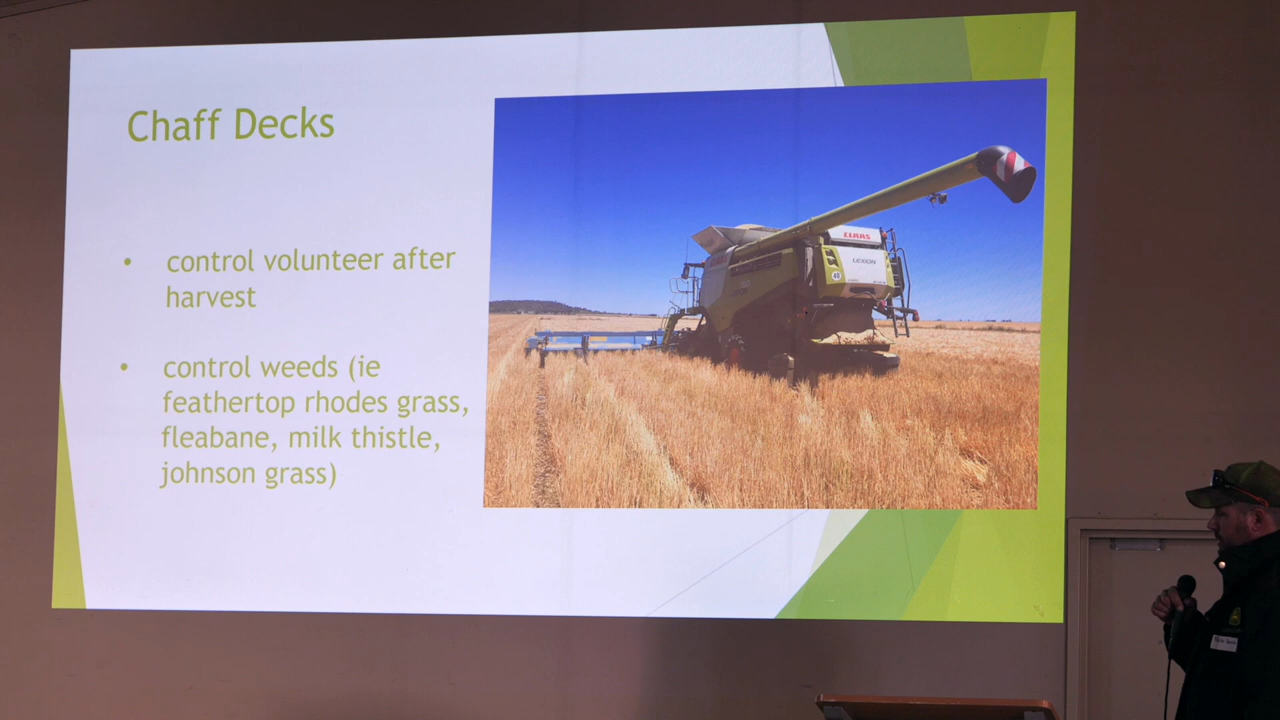 Chaff Decks
• control volunteer after
harvest
• control weeds (ie
feathertop rhodes grass,
fleabane, milk thistle,
johnson grass)
CLAAS
LEXION
40